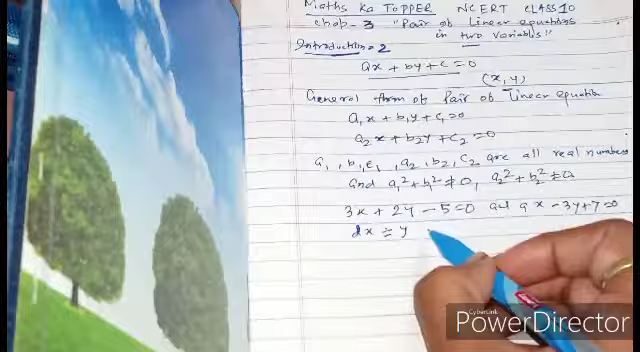 Maths Ka TOPPER NCERT CLASS 10
Chap-3 "Pair of Linear equations
in two variables"
Introduction = 2
ax + by + c = 0
(x, y)
General form of Pair of Linear equation
a₁x + b₁y + c₁ = 0
a₂x + b₂y + c₂ = 0
a₁, b₁, c₁, a₂, b₂, c₂ are all real numbers
and a₁² + b₁² ≠ 0, a₂² + b₂² ≠ 0
3x + 2y - 5 = 0 and 9x - 3y + 7 = 0
y
CyberLink
PowerDirector